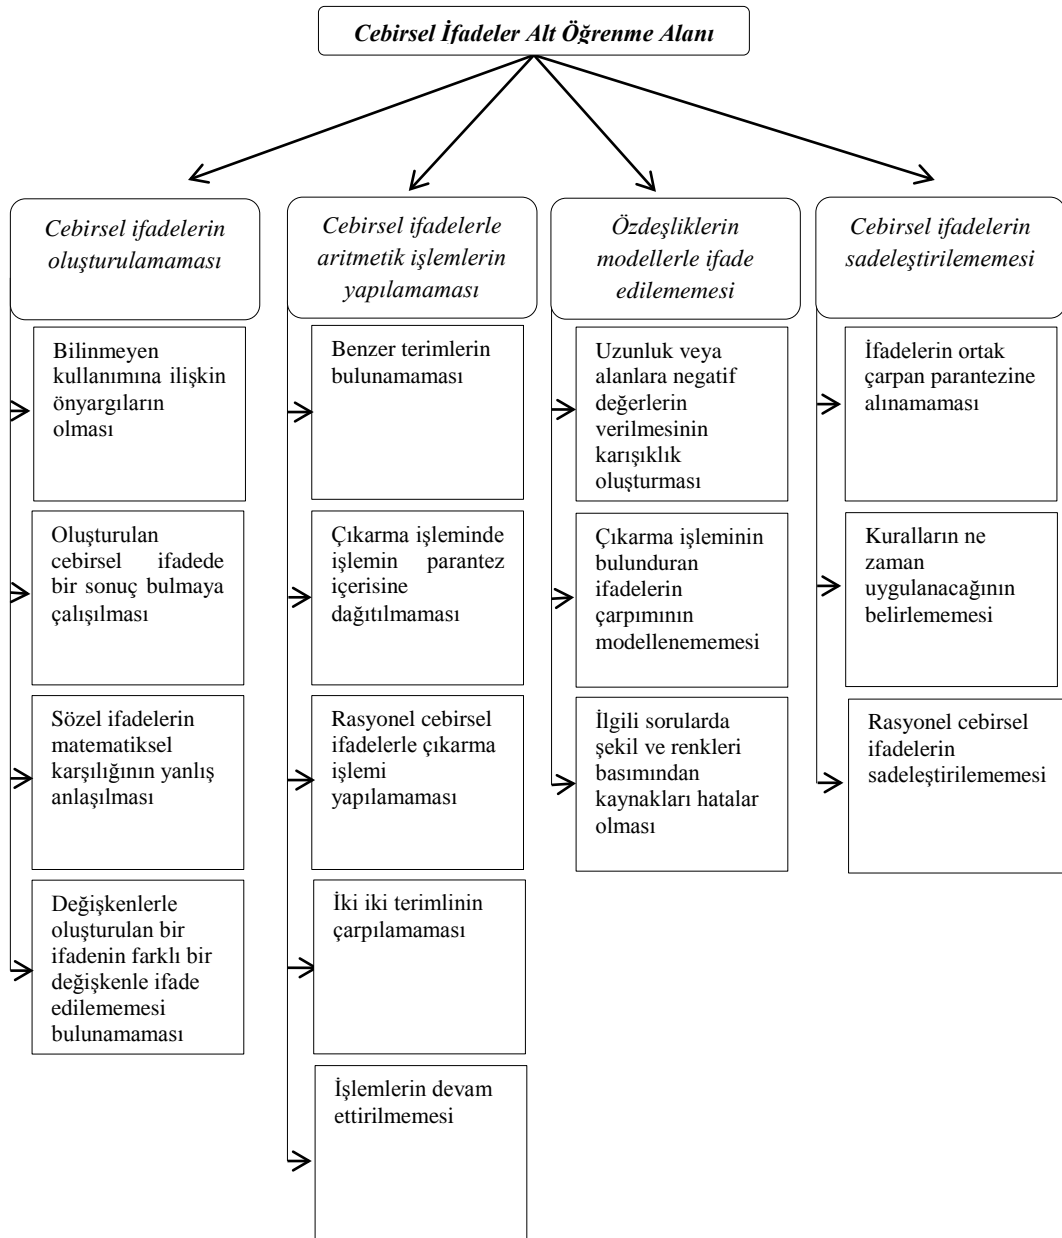 Cebirsel İfadeler Alt Öğrenme Alanı
Cebirsel ifadelerin
oluşturulamaması
Bilinmeyen
kullanımına ilişkin
önyargıların
olması
Oluşturulan
cebirsel ifadede
bir sonuç bulmaya
çalışılması
Sözel ifadelerin
matematiksel
karşılığının yanlış
anlaşılması
Değişkenlerle
oluşturulan bir
ifadenin farklı bir
değişkenle ifade
edilememesi
bulunamaması
Cebirsel ifadelerle
aritmetik işlemlerin
yapılamaması
Benzer terimlerin
bulunamaması
Çıkarma işleminde
işlemin parantez
içerisine
dağıtılmaması
Rasyonel cebirsel
ifadelerle çıkarma
işlemi
yapılamaması
İki iki terimlinin
çarpılamaması
İşlemlerin devam
ettirilmemesi
Özdeşliklerin
modellerle ifade
edilememesi
Uzunluk veya
alanlara negatif
değerlerin
verilmesinin
karışıklık
oluşturması
Çıkarma işleminin
bulunduran
ifadelerin
çarpımının
modellenememesi
İlgili sorularda
şekil ve renkleri
basımından
kaynakları hatalar
olması
Cebirsel ifadelerin
sadeleştirilememesi
İfadelerin ortak
çarpan parantezine
alınamaması
Kuralların ne
zaman
uygulanacağının
belirlememesi
Rasyonel cebirsel
ifadelerin
sadeleştirilememesi